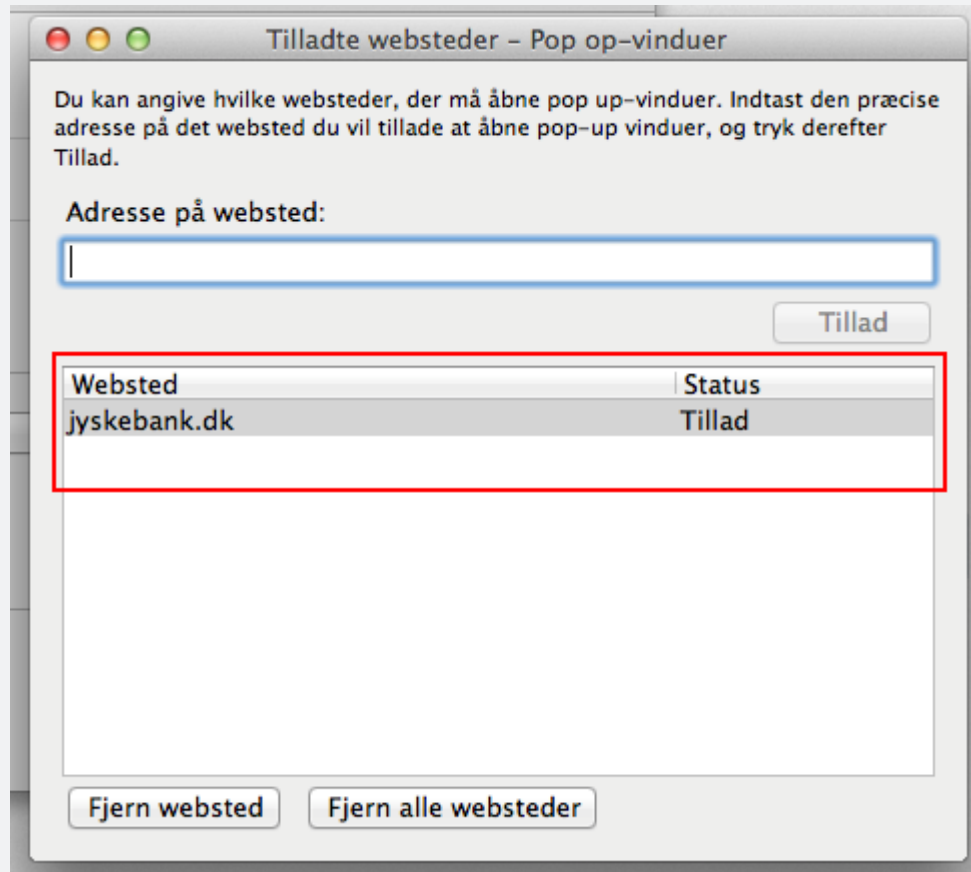 Tilladte websteder – Pop op-vinduer
Du kan angive hvilke websteder, der må åbne pop up-vinduer. Indtast den præcise
adresse på det websted du vil tillade at åbne pop-up vinduer, og tryk derefter
Tillad.
Adresse på websted:
Tillad
Websted Status
jyskebank.dk Tillad
Fjern websted Fjern alle websteder